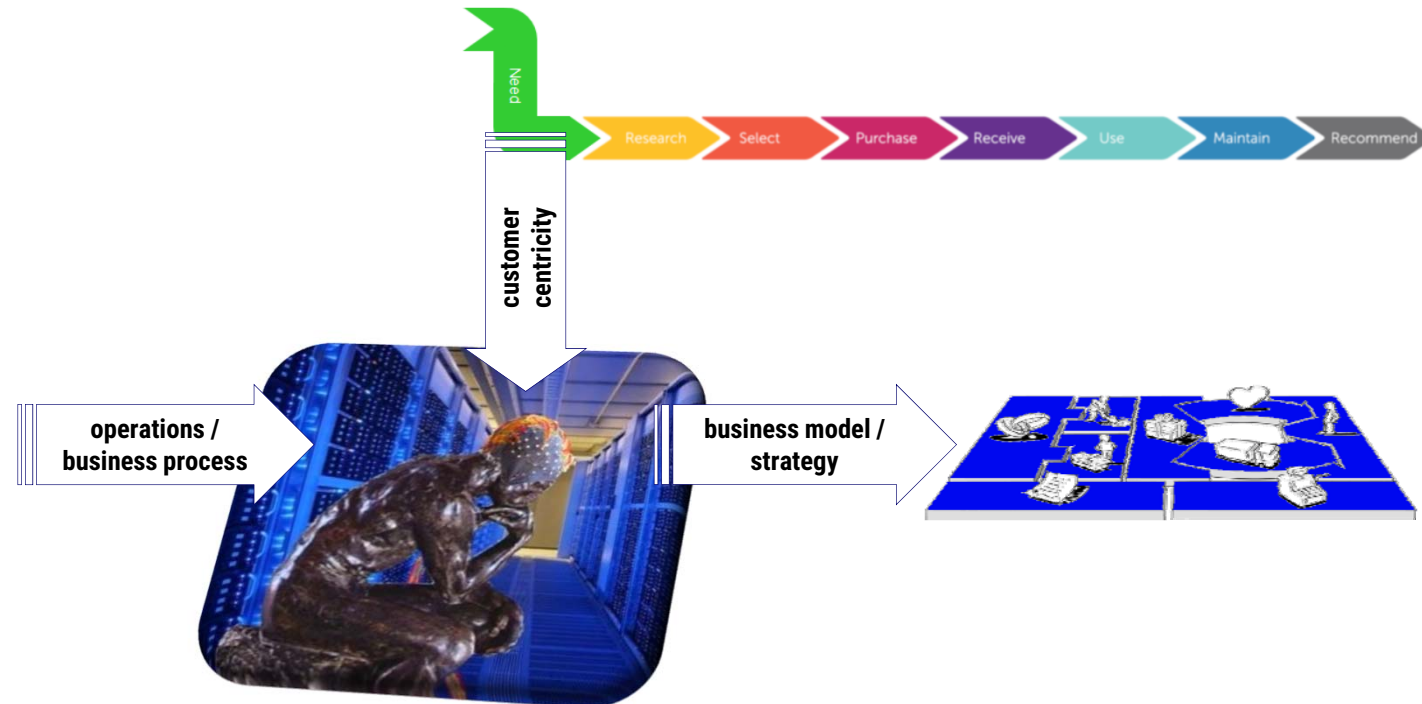 Need
Research
Select
Purchase
Receive
Use
Maintain
Recommend
customer
centricity
operations /
business process
business model /
strategy